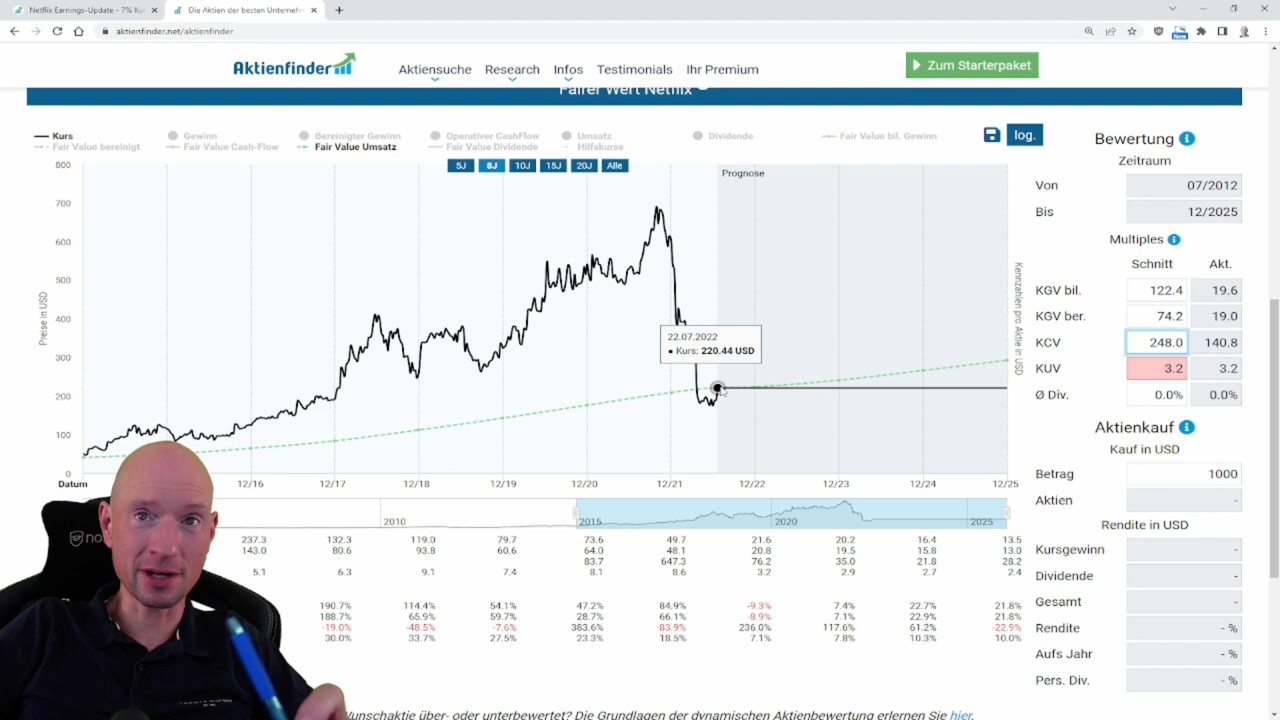 Netflix Earnings-Update - 7% Ku
Die Aktien der besten Unternehm
aktienfinder.net/aktienfinder
New
Aktienfinder
Aktiensuche
Research
Infos
Testimonials
Ihr Premium
Zum Starterpaket
Fairer Wert Netflix
Kurs
Gewinn
Bereinigter Gewinn
Operativer CashFlow
Umsatz
Dividende
Fair Value bil. Gewinn
Fair Value bereinigt
Fair Value Cash-Flow
Fair Value Umsatz
Fair Value Dividende
Hilfskurse
log.
5J 8J 10J 15J 20J Alle
Prognose
800
700
600
500
400
300
200
100
0
Preise in USD
Kennzahlen pro Aktie in USD
22.07.2022
Kurs: 220.44 USD
Datum 12/16 12/17 12/18 12/19 12/20 12/21 12/22 12/23 12/24 12/25
2010 2015 2020 2025
237.3 132.3 119.0 79.7 73.6 49.7 21.6 20.2 16.4 13.5
143.0 80.6 93.8 60.6 64.0 48.1 20.8 19.5 15.8 13.0
83.7 647.3 76.2 35.0 21.8 28.2
5.1 6.3 9.1 7.4 8.1 8.6 3.2 2.9 2.7 2.4
190.7% 114.4% 54.1% 47.2% 84.9% -9.3% 7.4% 22.7% 21.8%
188.7% 65.9% 59.7% 28.7% 66.1% -8.9% 7.1% 22.9% 21.8%
-19.0% -48.5% -7.6% 383.6% -83.9% 236.0% 117.6% 61.2% -22.9%
30.0% 33.7% 27.5% 23.3% 18.5% 7.1% 7.8% 10.3% 10.0%
Bewertung
Zeitraum
Von 07/2012
Bis 12/2025
Multiples
Schnitt Akt.
KGV bil. 122.4 19.6
KGV ber. 74.2 19.0
KCV 248.0 140.8
KUV 3.2 3.2
Ø Div. 0.0% 0.0%
Aktienkauf
Kauf in USD
Betrag 1000
Aktien -
Rendite in USD
Kursgewinn -
Dividende -
Gesamt -
Rendite - %
Aufs Jahr - %
Pers. Div. - %
Wunschaktie über- oder unterbewertet? Die Grundlagen der dynamischen Aktienbewertung erlernen Sie hier.